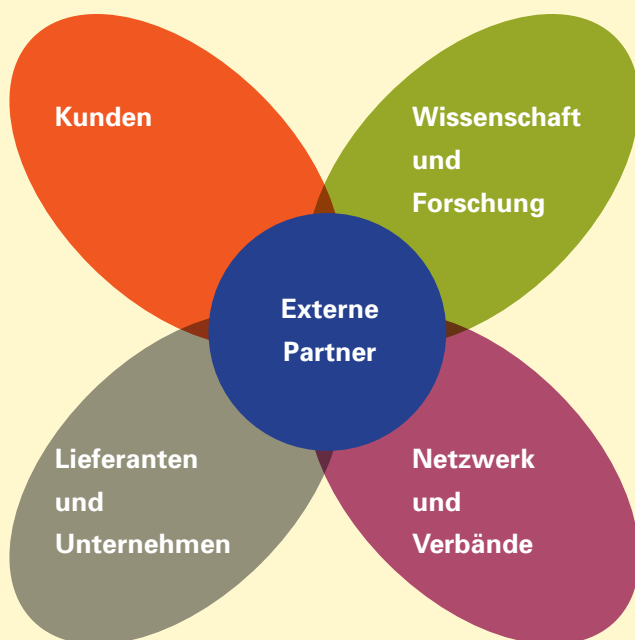 Kunden
Wissenschaft
und
Forschung
Externe
Partner
Lieferanten
und
Unternehmen
Netzwerk
und
Verbände